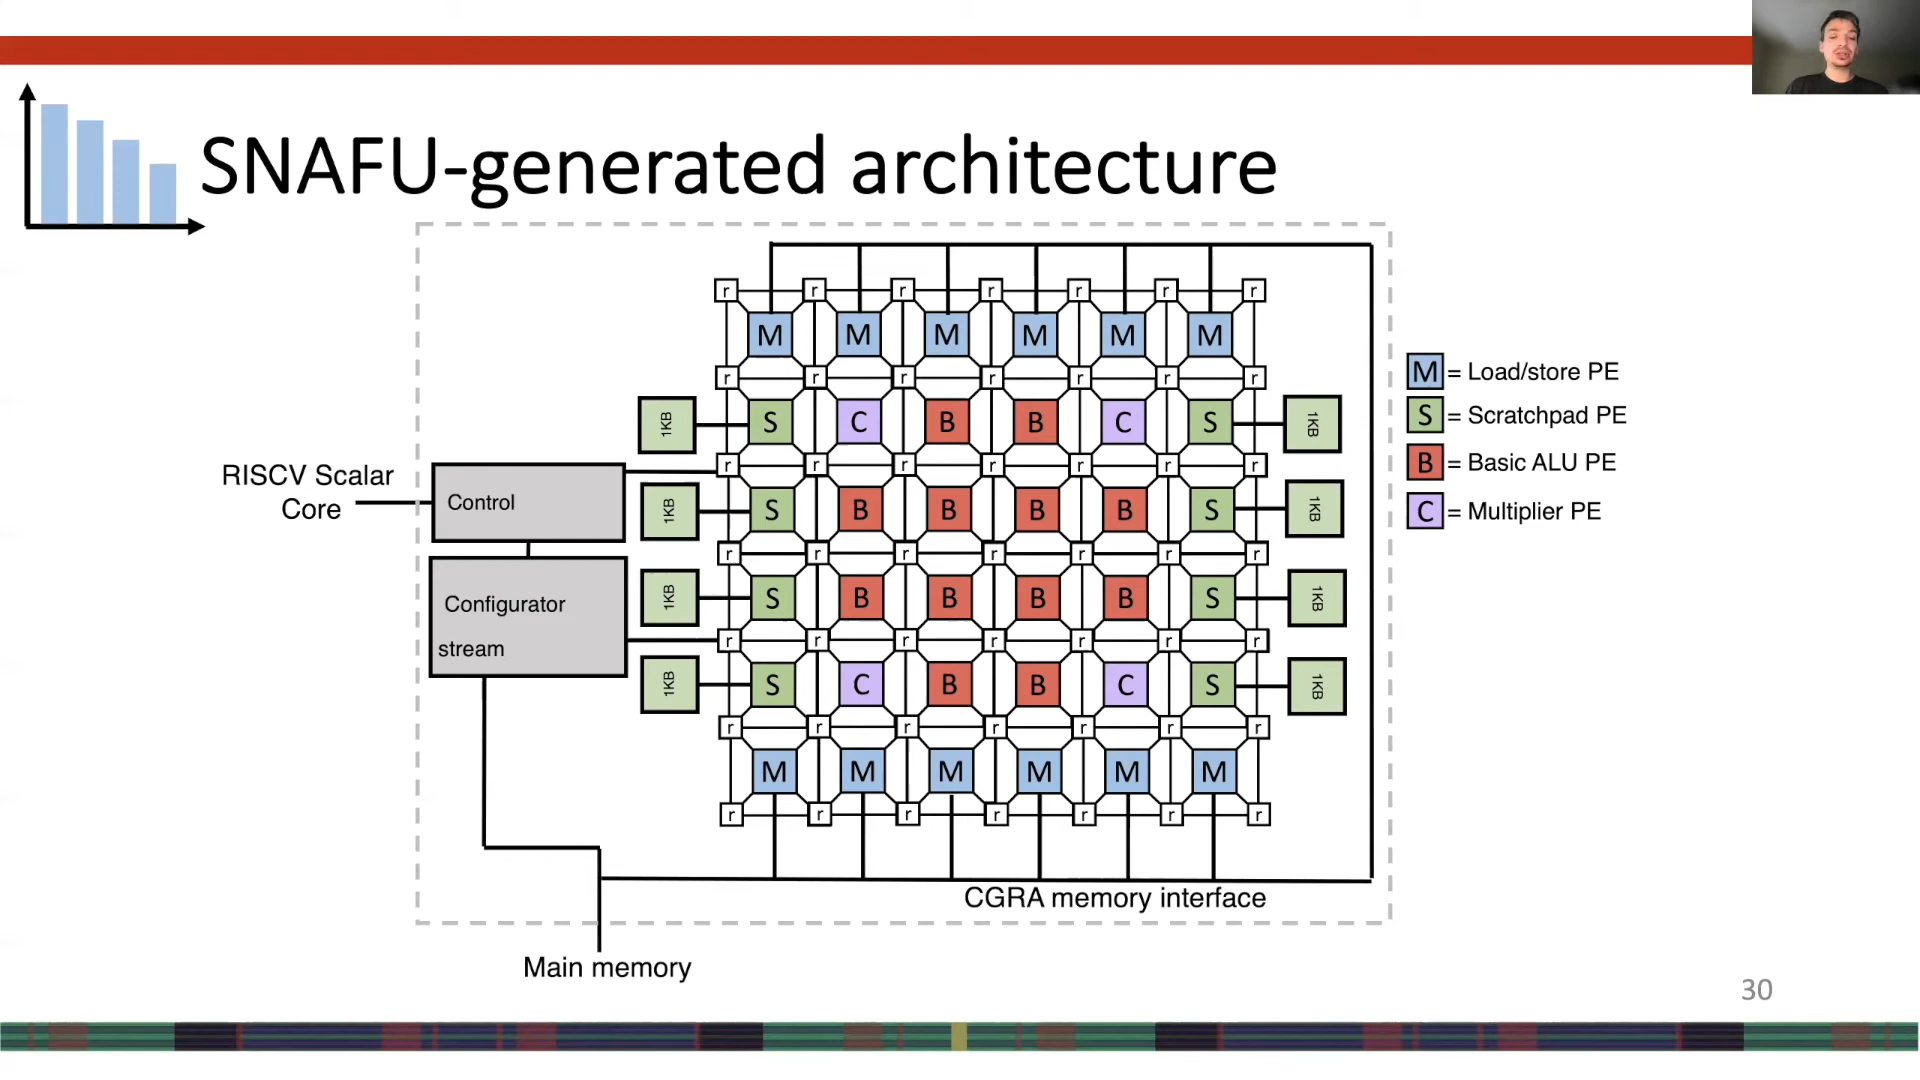 SNAFU-generated architecture
r r r r r r r
M M M M M M
r r r r r r r
1KB S C B B C S 1KB
r r r r r r r
1KB S B B B B S 1KB
r r r r r r r
1KB S B B B B S 1KB
r r r r r r r
1KB S C B B C S 1KB
r r r r r r r
M M M M M M
r r r r r r r
RISCV Scalar
Core
Control
Configurator
stream
CGRA memory interface
Main memory
M = Load/store PE
S = Scratchpad PE
B = Basic ALU PE
C = Multiplier PE
30